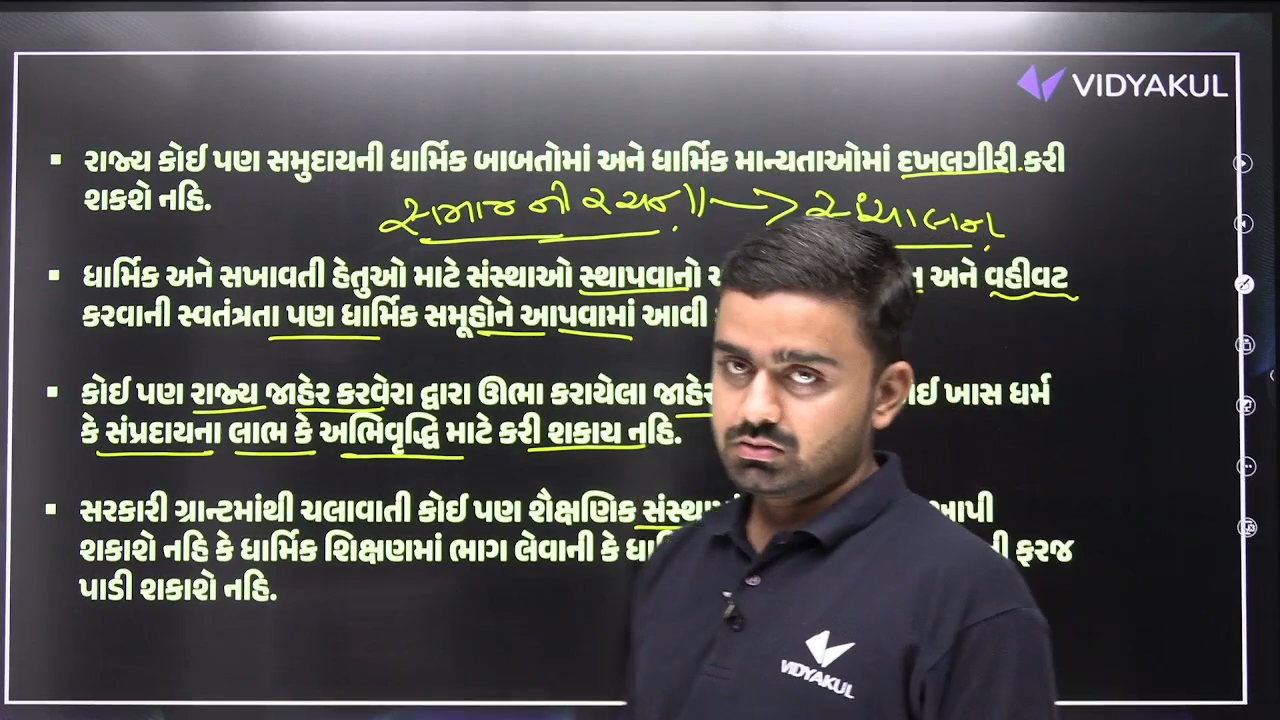 VIDYAKUL
▪ રાજ્ય કોઈ પણ સમુદાયની ધાર્મિક બાબતોમાં અને ધાર્મિક માન્યતાઓમાં દખલગીરી કરી
શકશે નહિ.
સમાજ ની રચના →
▪ ધાર્મિક અને સખાવતી હેતુઓ માટે સંસ્થાઓ સ્થાપવાનો અને વહીવટ
કરવાની સ્વતંત્રતા પણ ધાર્મિક સમૂહોને આપવામાં આવી
▪ કોઈ પણ રાજ્ય જાહેર કરવેરા દ્વારા ઊભા કરાયેલા જાહેર ખાસ ધર્મ
કે સંપ્રદાયના લાભ કે અભિવૃદ્ધિ માટે કરી શકાય નહિ.
▪ સરકારી ગ્રાન્ટમાંથી ચલાવાતી કોઈ પણ શૈક્ષણિક આપી
શકાશે નહિ કે ધાર્મિક શિક્ષણમાં ભાગ લેવાની કે ફરજ
પાડી શકાશે નહિ.
VIDYAKUL